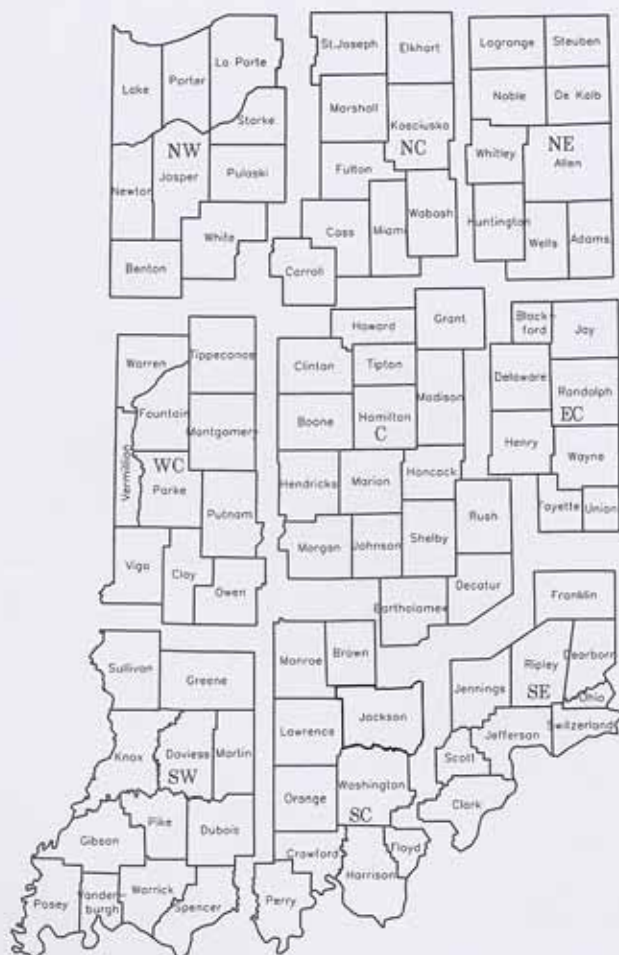 St.Joseph
Elkhart
Lagrange
Steuben
La Porte
Porter
Lake
Noble
De Kalb
Marshall
Kosciusko
Starke
NW
NC
NE
Whitley
Allen
Jasper
Pulaski
Fulton
Newton
Wabash
Huntington
White
Cass
Miami
Wells
Adams
Benton
Carroll
Grant
Howard
Black-
ford
Jay
Tippecanoe
Warren
Clinton
Tipton
Delaware
Randolph
Fountain
Madison
Boone
Hamilton
EC
Montgomery
C
Henry
Wayne
WC
Vermillion
Parke
Hendricks
Marion
Hancock
Putnam
Fayette
Union
Rush
Morgan
Johnson
Shelby
Vigo
Clay
Owen
Decatur
Franklin
Bartholomew
Brown
Monroe
Sullivan
Greene
Ripley
Dearborn
Jennings
SE
Ohio
Jackson
Lawrence
Switzerland
Jefferson
Knox
Daviess
Martin
Scott
SW
Washington
Orange
SC
Clark
Pike
Dubois
Gibson
Crawford
Floyd
Harrison
Posey
Vander-
burgh
Warrick
Spencer
Perry